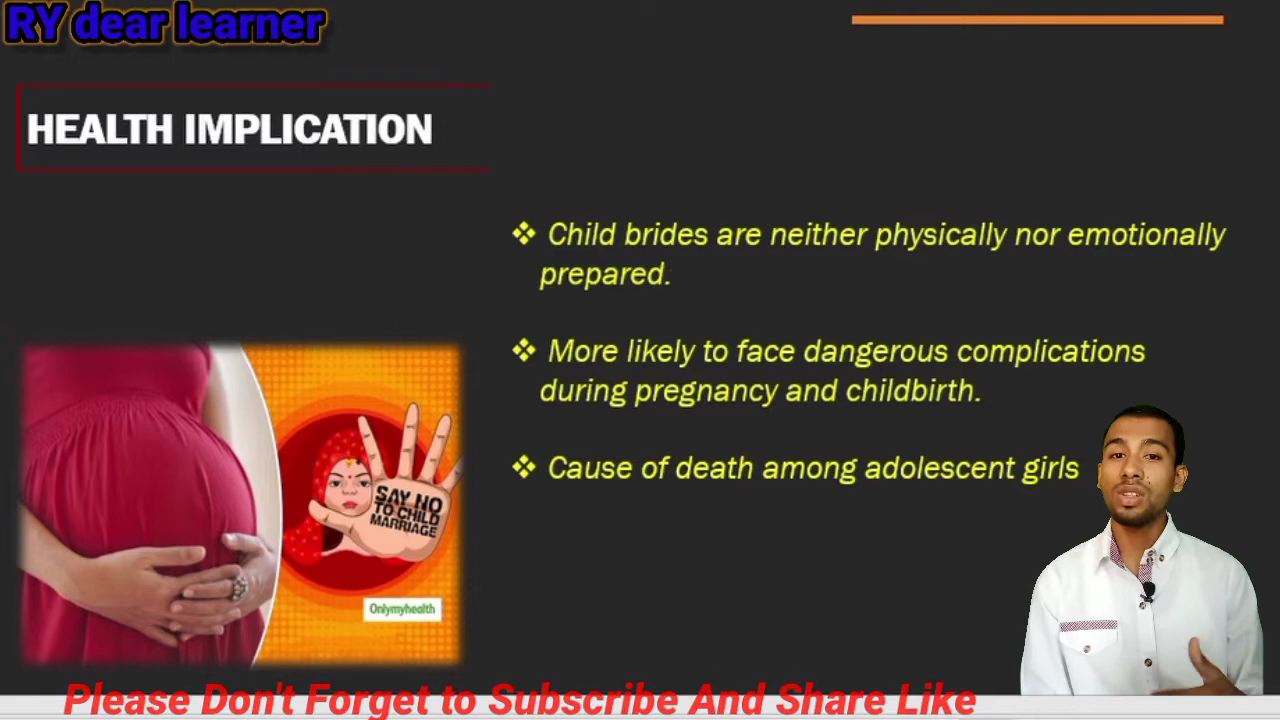 RY dear learner
HEALTH IMPLICATION
❖ Child brides are neither physically nor emotionally
prepared.
❖ More likely to face dangerous complications
during pregnancy and childbirth.
❖ Cause of death among adolescent girls
SAY NO
TO CHILD
MARRIAGE
Onlymyhealth
Please Don't Forget to Subscribe And Share Like